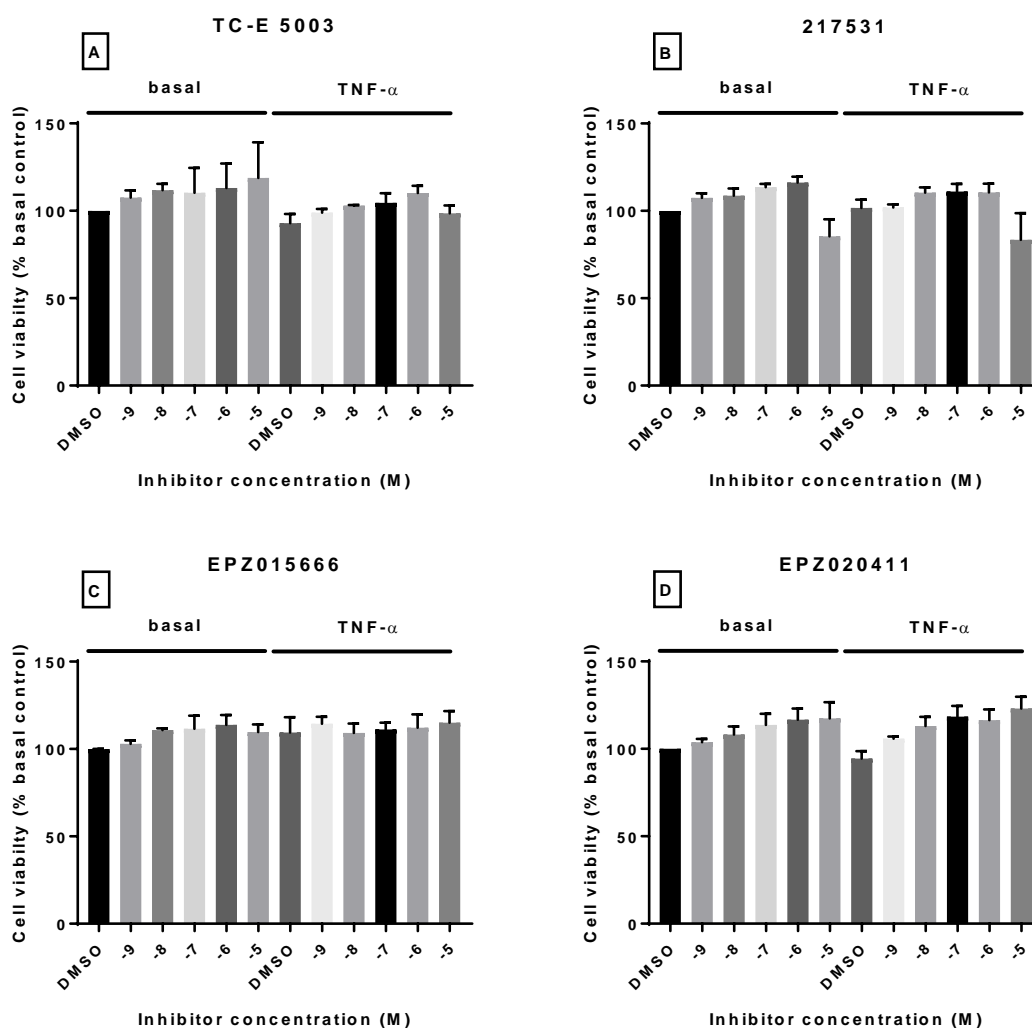 TC-E 5003
A
basal
TNF-α
Cell viabilty (% basal control)
150
100
50
0
DMSO
-9
-8
-7
-6
-5
DMSO
-9
-8
-7
-6
-5
Inhibitor concentration (M)
217531
B
basal
TNF-α
Cell viabilty (% basal control)
150
100
50
0
DMSO
-9
-8
-7
-6
-5
DMSO
-9
-8
-7
-6
-5
Inhibitor concentration (M)
EPZ015666
C
basal
TNF-α
Cell viabilty (% basal control)
150
100
50
0
DMSO
-9
-8
-7
-6
-5
DMSO
-9
-8
-7
-6
-5
Inhibitor concentration (M)
EPZ020411
D
basal
TNF-α
Cell viabilty (% basal control)
150
100
50
0
DMSO
-9
-8
-7
-6
-5
DMSO
-9
-8
-7
-6
-5
Inhibitor concentration (M)